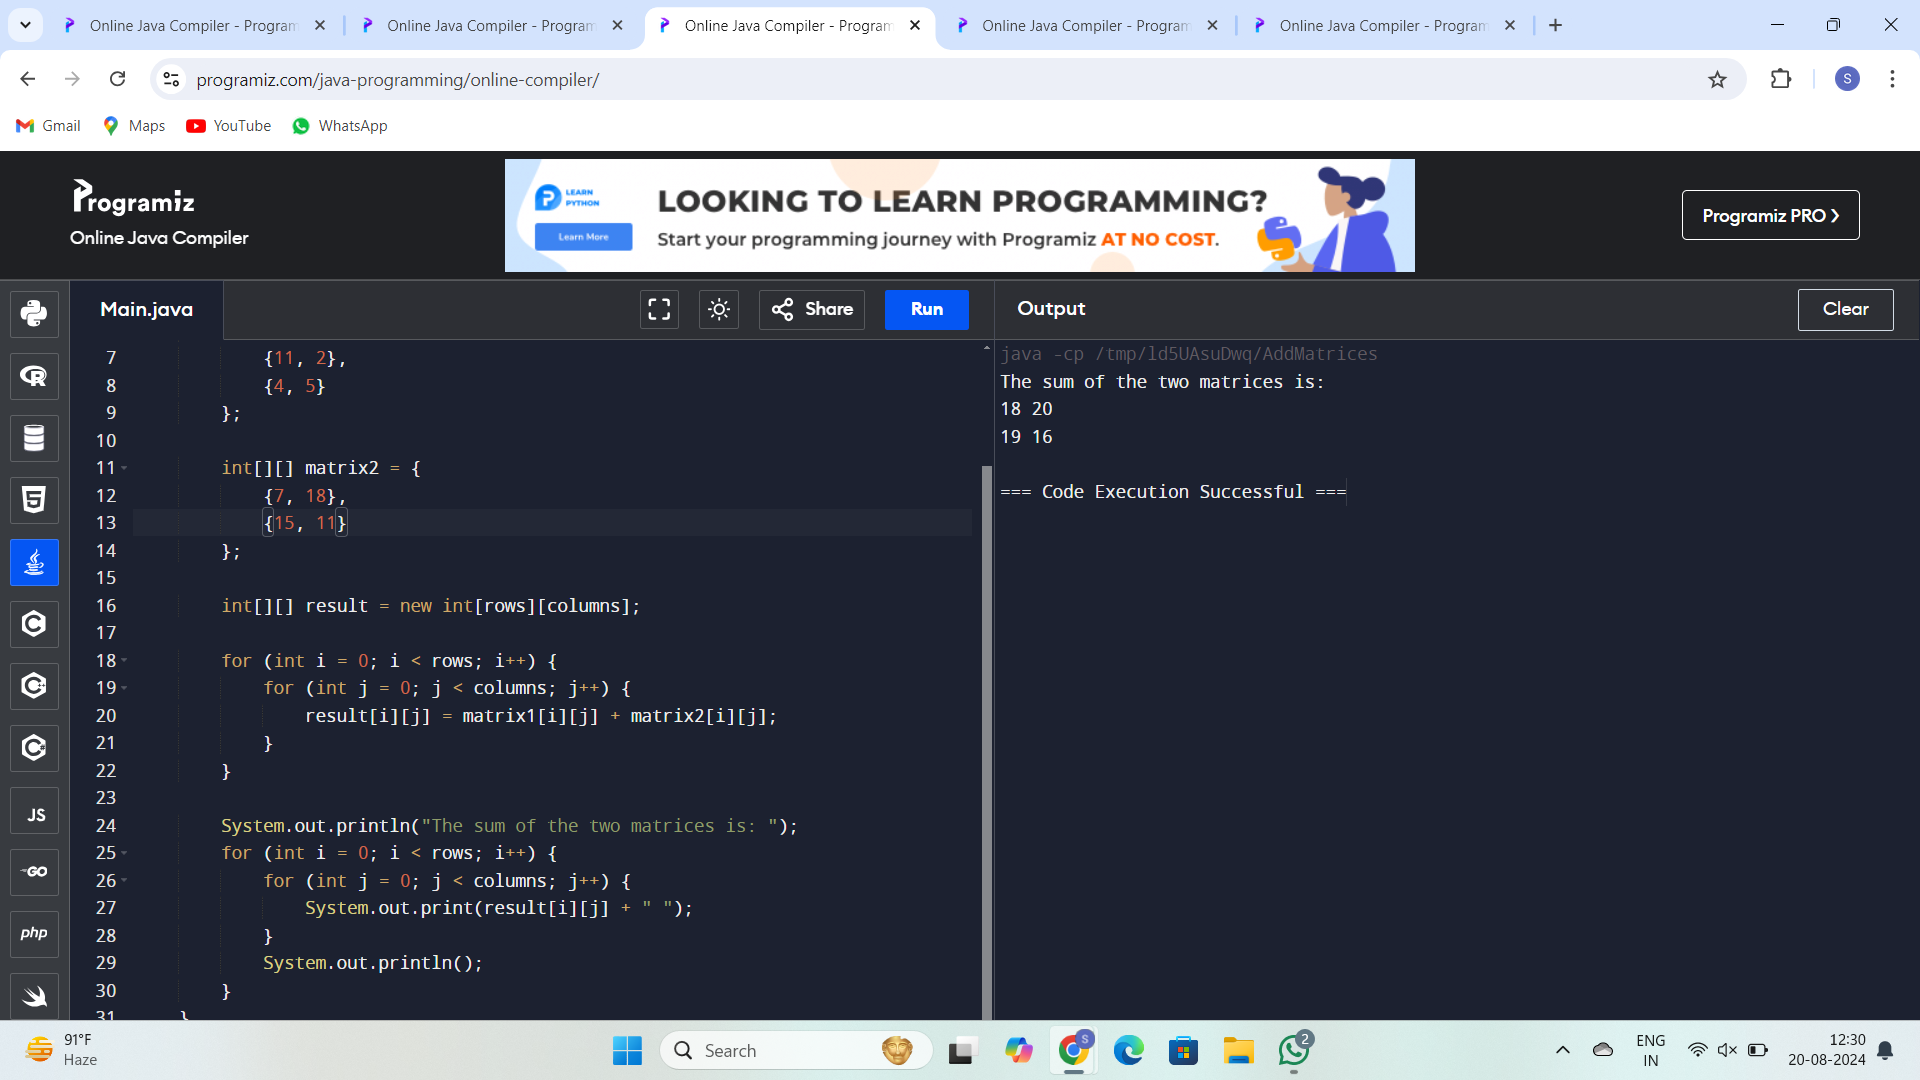 Online Java Compiler - Program
Online Java Compiler - Program
Online Java Compiler - Program
Online Java Compiler - Program
Online Java Compiler - Program
programiz.com/java-programming/online-compiler/
S
Gmail
Maps
YouTube
WhatsApp
Programiz
Online Java Compiler
LEARN
PYTHON
Learn More
LOOKING TO LEARN PROGRAMMING?
Start your programming journey with Programiz AT NO COST.
Programiz PRO
Main.java
Share
Run
Output
Clear
7 {11, 2},
8 {4, 5}
9 };
10
11 int[][] matrix2 = {
12 {7, 18},
13 {15, 11}
14 };
15
16 int[][] result = new int[rows][columns];
17
18 for (int i = 0; i < rows; i++) {
19 for (int j = 0; j < columns; j++) {
20 result[i][j] = matrix1[i][j] + matrix2[i][j];
21 }
22 }
23
24 System.out.println("The sum of the two matrices is: ");
25 for (int i = 0; i < rows; i++) {
26 for (int j = 0; j < columns; j++) {
27 System.out.print(result[i][j] + " ");
28 }
29 System.out.println();
30 }
31 }
java -cp /tmp/ld5UAsuDwq/AddMatrices
The sum of the two matrices is:
18 20
19 16
=== Code Execution Successful ===
R
5
C
C
C#
JS
GO
php
91°F
Haze
Search
S
2
ENG
IN
12:30
20-08-2024